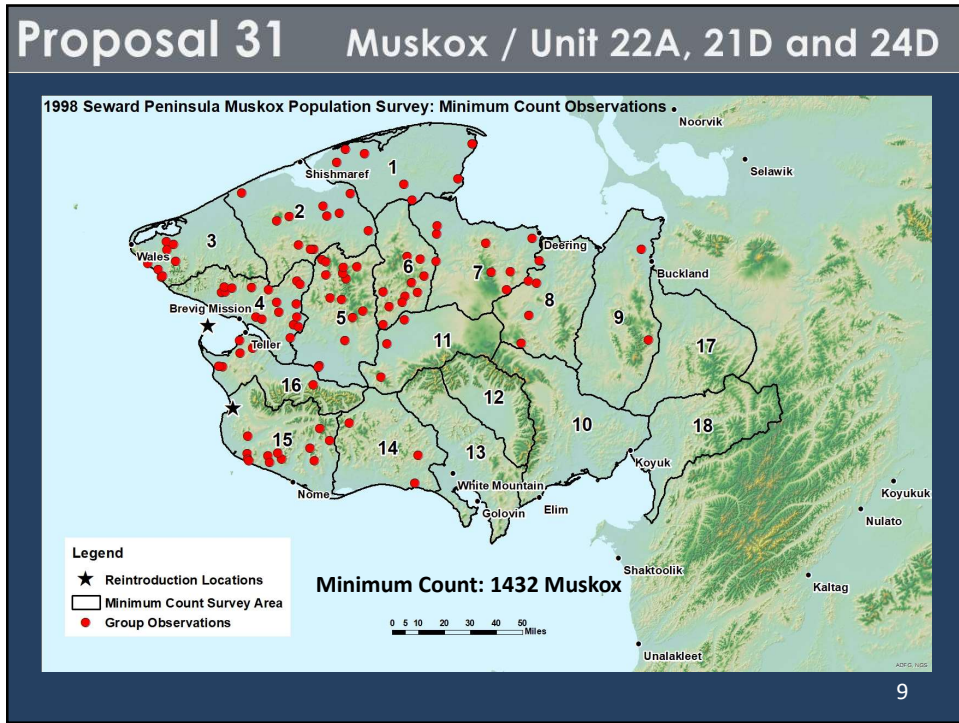 Proposal 31 Muskox / Unit 22A, 21D and 24D
1998 Seward Peninsula Muskox Population Survey: Minimum Count Observations
Noorvik
Shishmaref
1
Selawik
2
3
Wales
Deering
6
7
Buckland
4
8
Brevig Mission
5
9
Teller
11
17
16
12
18
15
14
13
10
Koyuk
White Mountain
Nome
Golovin
Elim
Koyukuk
Nulato
Legend
Reintroduction Locations
Minimum Count Survey Area
Group Observations
Minimum Count: 1432 Muskox
Shaktoolik
Kaltag
0 5 10 20 30 40 50
Miles
Unalakleet
ADFG, NGS
9